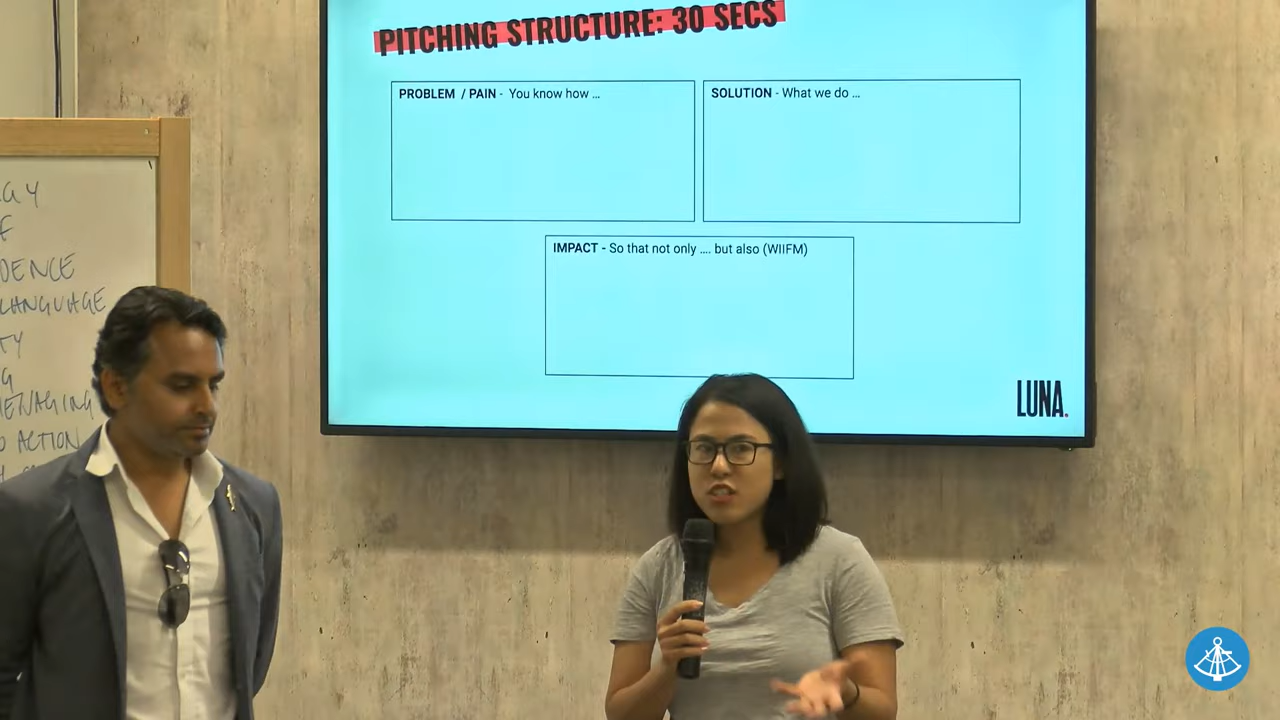 PITCHING STRUCTURE: 30 SECS
PROBLEM / PAIN - You know how ...
SOLUTION - What we do ...
IMPACT - So that not only .... but also (WIIFM)
LUNA.
DENCE
LANGUAGE
TY
G
ACTION